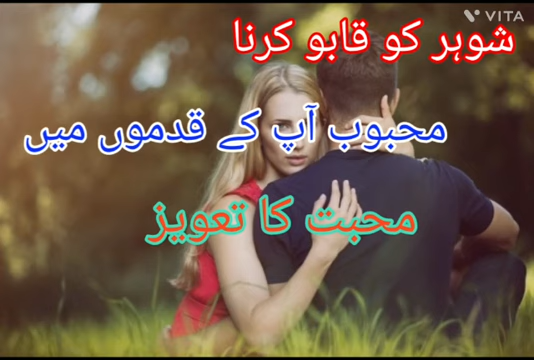 VITA
شوہر کو قابو کرنا
محبوب آپ کے قدموں میں
محبت کا تعویز